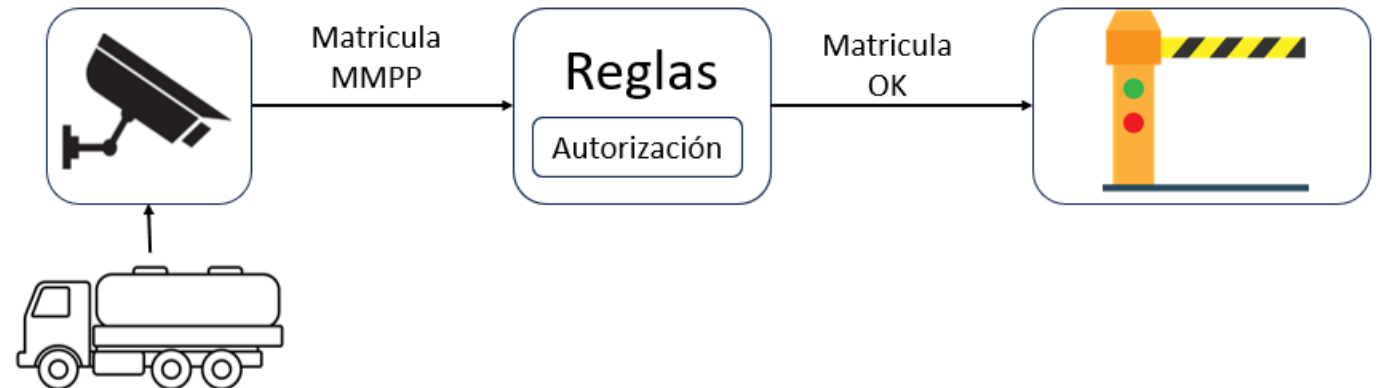 Matricula
MMPP
Reglas
Autorización
Matricula
OK